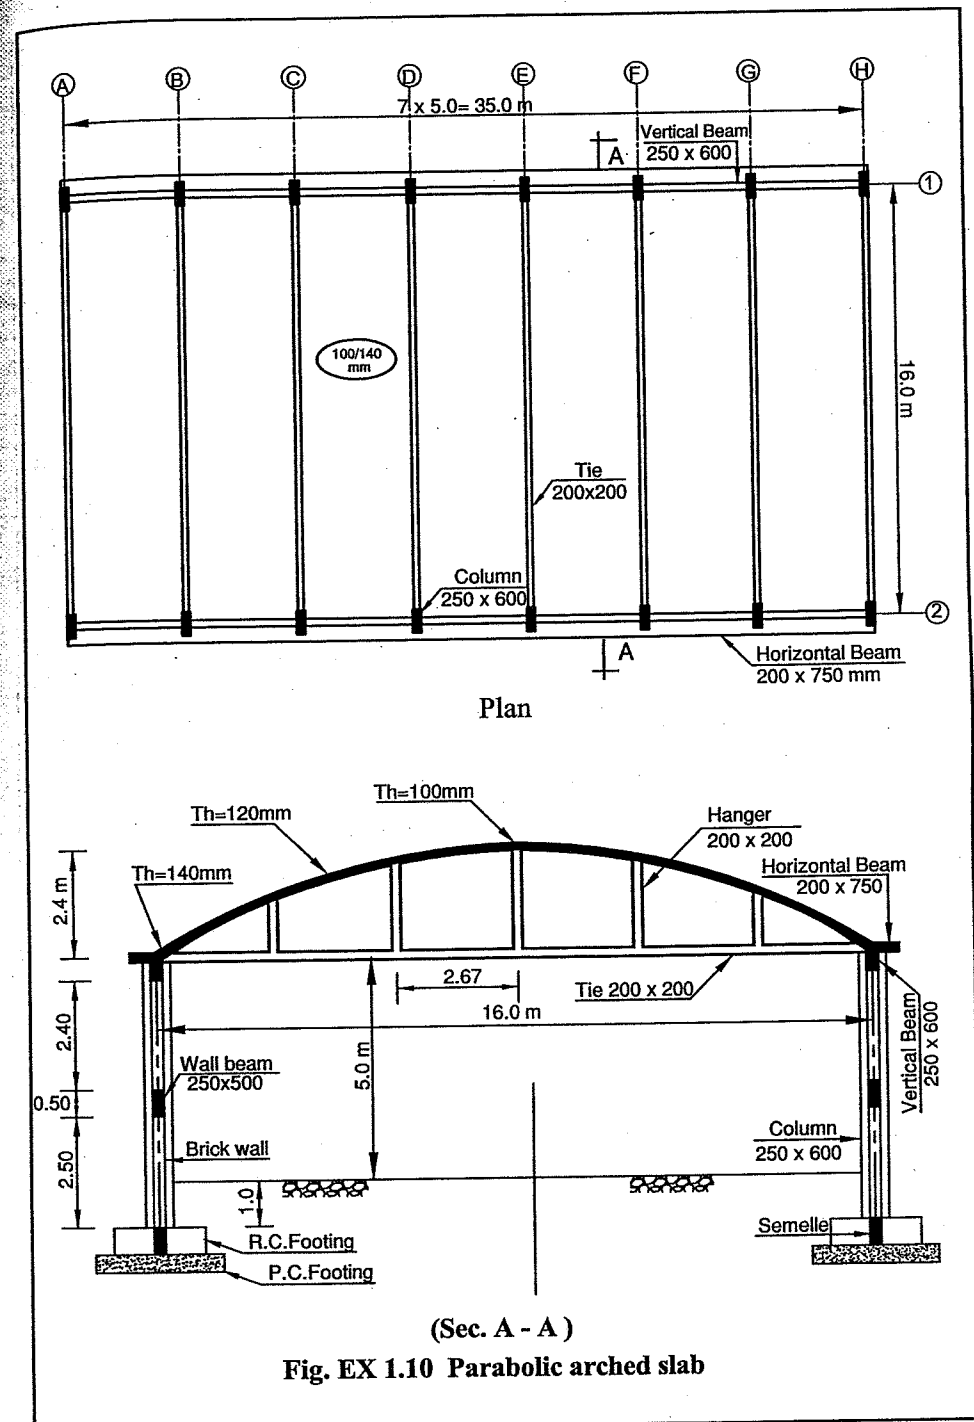 A B C D E F G H
7 x 5.0= 35.0 m
Vertical Beam
250 x 600
A
1
100/140
mm
16.0 m
Tie
200x200
Column
250 x 600
2
A
Horizontal Beam
200 x 750 mm
Plan
Th=100mm
Th=120mm
Hanger
200 x 200
Th=140mm
Horizontal Beam
200 x 750
2.4 m
2.67
Tie 200 x 200
16.0 m
2.40
5.0 m
Vertical Beam
250 x 600
Wall beam
250x500
0.50
Column
250 x 600
Brick wall
2.50
1.0
Semelle
R.C.Footing
P.C.Footing
(Sec. A - A )
Fig. EX 1.10 Parabolic arched slab